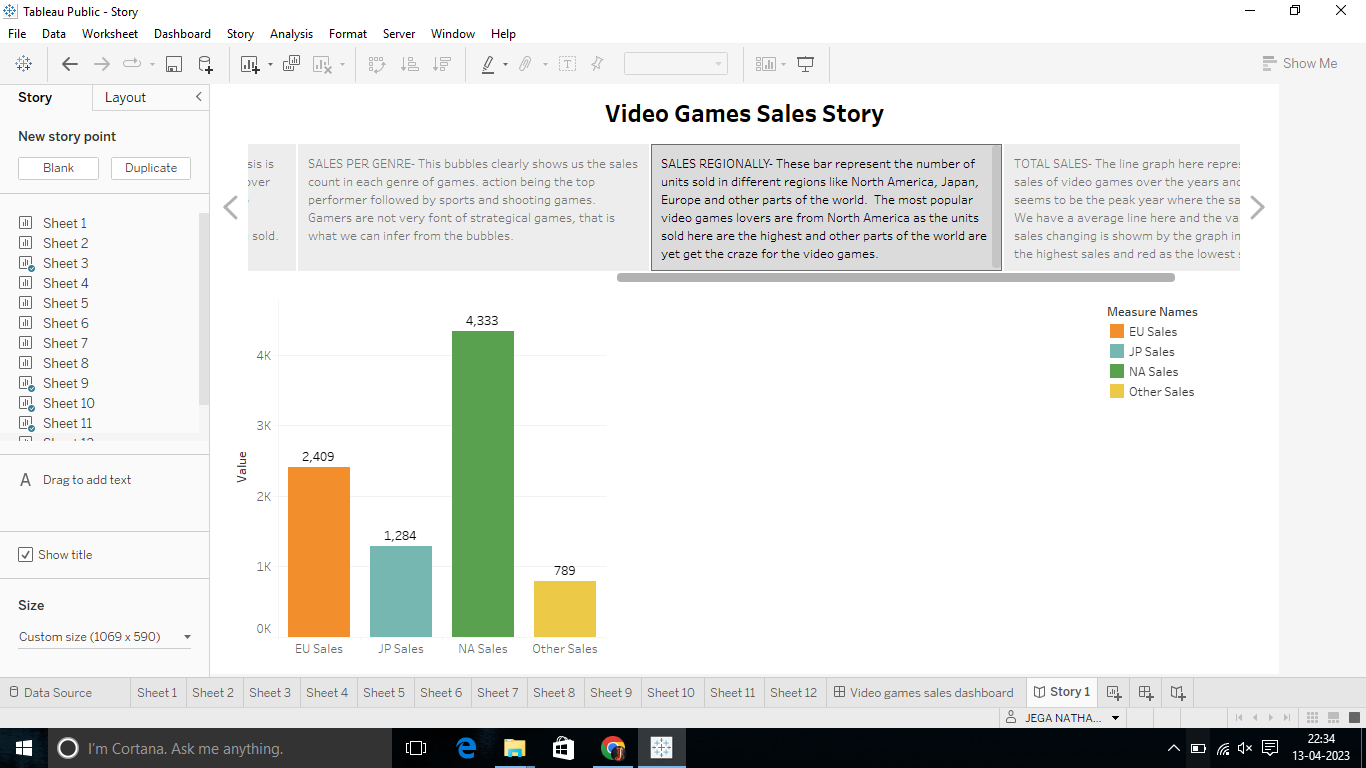 Tableau Public - Story
File Data Worksheet Dashboard Story Analysis Format Server Window Help
Show Me
Story Layout
New story point
Blank Duplicate
Sheet 1
Sheet 2
Sheet 3
Sheet 4
Sheet 5
Sheet 6
Sheet 7
Sheet 8
Sheet 9
Sheet 10
Sheet 11
A Drag to add text
Show title
Size
Custom size (1069 x 590)
Video Games Sales Story
sis is
over
sold.
SALES PER GENRE- This bubbles clearly shows us the sales
count in each genre of games. action being the top
performer followed by sports and shooting games.
Gamers are not very font of strategical games, that is
what we can infer from the bubbles.
SALES REGIONALLY- These bar represent the number of
units sold in different regions like North America, Japan,
Europe and other parts of the world. The most popular
video games lovers are from North America as the units
sold here are the highest and other parts of the world are
yet get the craze for the video games.
TOTAL SALES- The line graph here repre
sales of video games over the years and
seems to be the peak year where the sa
We have a average line here and the va
sales changing is showm by the graph in
the highest sales and red as the lowest
Value
4K
3K
2K
1K
0K
2,409
1,284
4,333
789
EU Sales JP Sales NA Sales Other Sales
Measure Names
EU Sales
JP Sales
NA Sales
Other Sales
Data Source Sheet 1 Sheet 2 Sheet 3 Sheet 4 Sheet 5 Sheet 6 Sheet 7 Sheet 8 Sheet 9 Sheet 10 Sheet 11 Sheet 12 Video games sales dashboard Story 1
JEGA NATHA...
I'm Cortana. Ask me anything.
22:34
13-04-2023